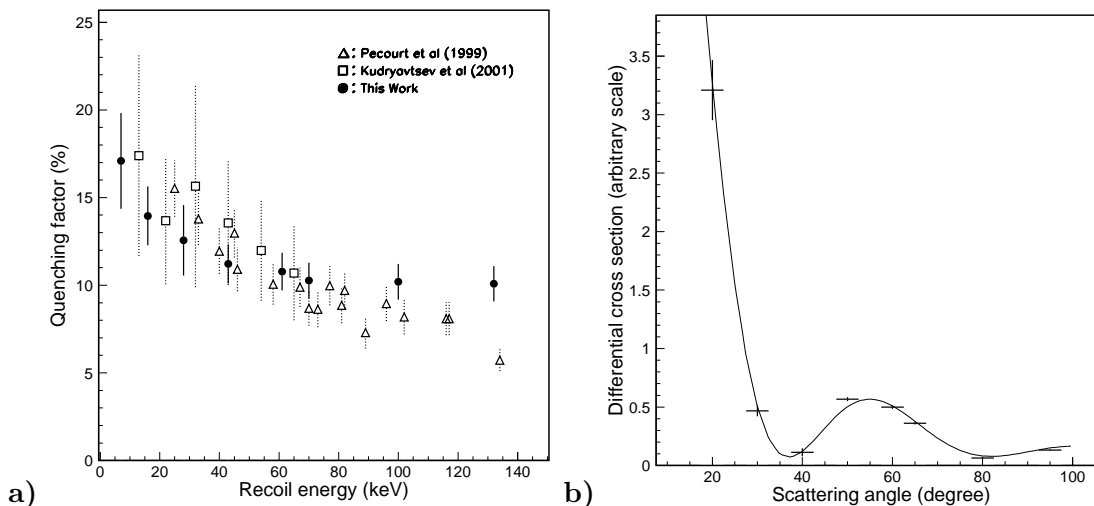 25
20
15
10
5
0
0 20 40 60 80 100 120 140
Quenching factor (%)
Recoil energy (keV)
: Pecourt et al (1999)
: Kudryavtsev et al (2001)
: This Work
a)
3.5
3
2.5
2
1.5
1
0.5
0
20 40 60 80 100
Differential cross section (arbitrary scale)
Scattering angle (degree)
b)